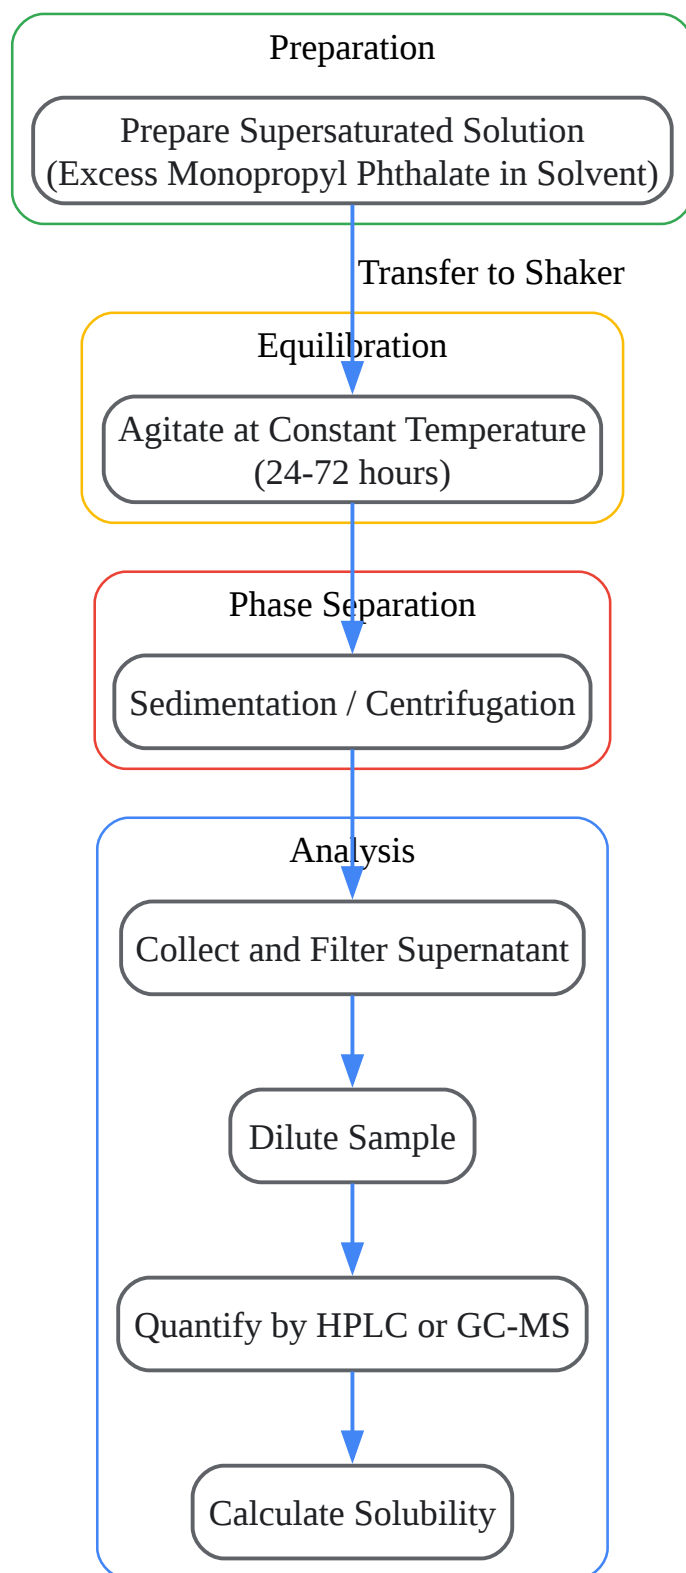 Preparation
Prepare Supersaturated Solution
(Excess Monopropyl Phthalate in Solvent)
Transfer to Shaker
Equilibration
Agitate at Constant Temperature
(24-72 hours)
Phase Separation
Sedimentation / Centrifugation
Analysis
Collect and Filter Supernatant
Dilute Sample
Quantify by HPLC or GC-MS
Calculate Solubility